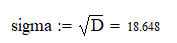 sigma := √D = 18.648